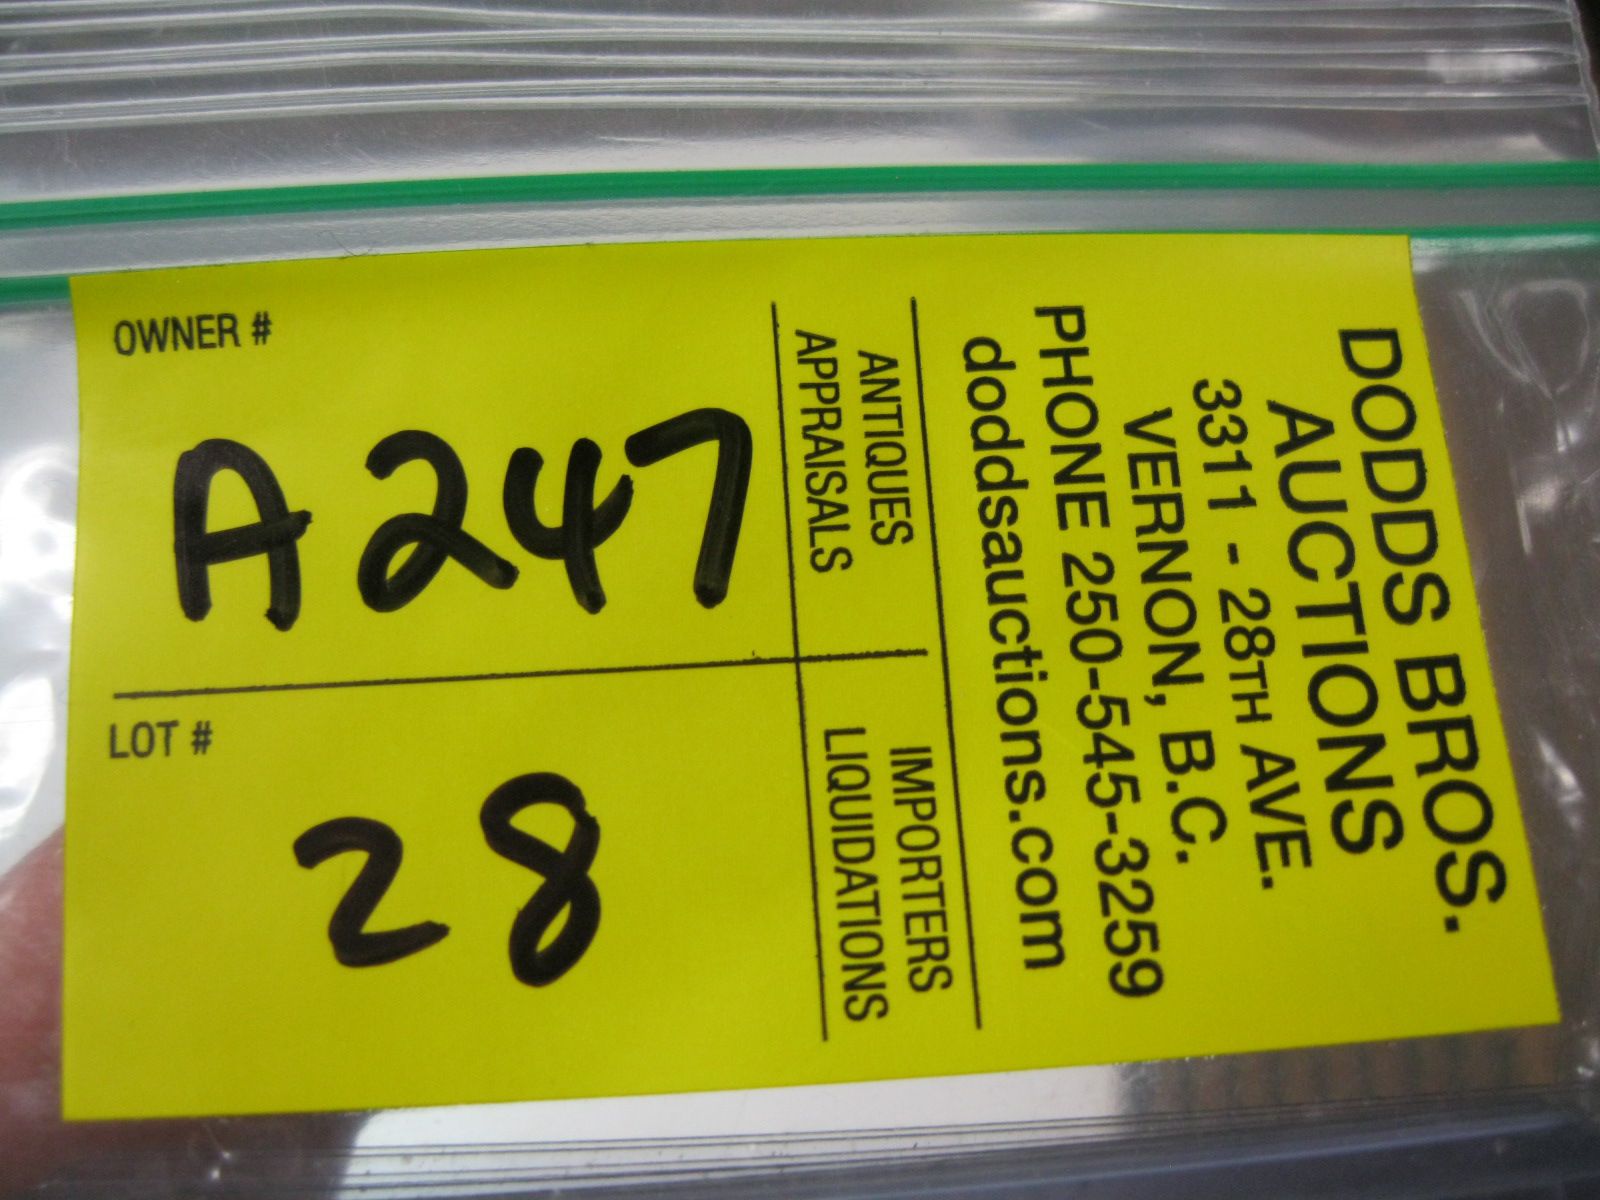 DODDS BROS.
AUCTIONS
3311 - 28TH AVE.
VERNON, B.C.
PHONE 250-545-3259
doddsauctions.com
ANTIQUES
APPRAISALS
IMPORTERS
LIQUIDATIONS
OWNER #
A247
LOT #
28